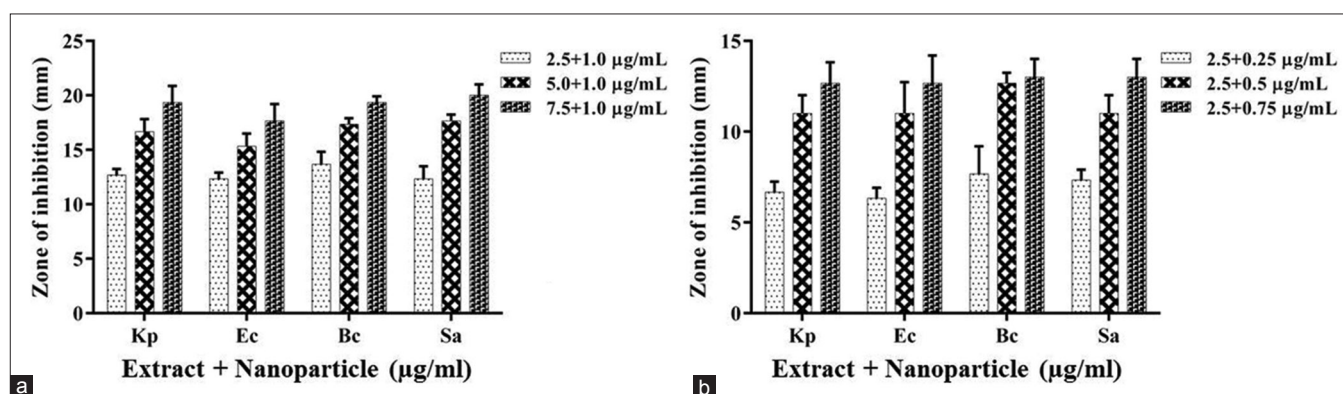 25
20
15
10
5
0
Zone of inhibition (mm)
Kp Ec Bc Sa
Extract + Nanoparticle (µg/ml)
2.5+1.0 µg/mL
5.0+1.0 µg/mL
7.5+1.0 µg/mL
a
15
10
5
0
Zone of inhibition (mm)
Kp Ec Bc Sa
Extract + Nanoparticle (µg/ml)
2.5+0.25 µg/mL
2.5+0.5 µg/mL
2.5+0.75 µg/mL
b